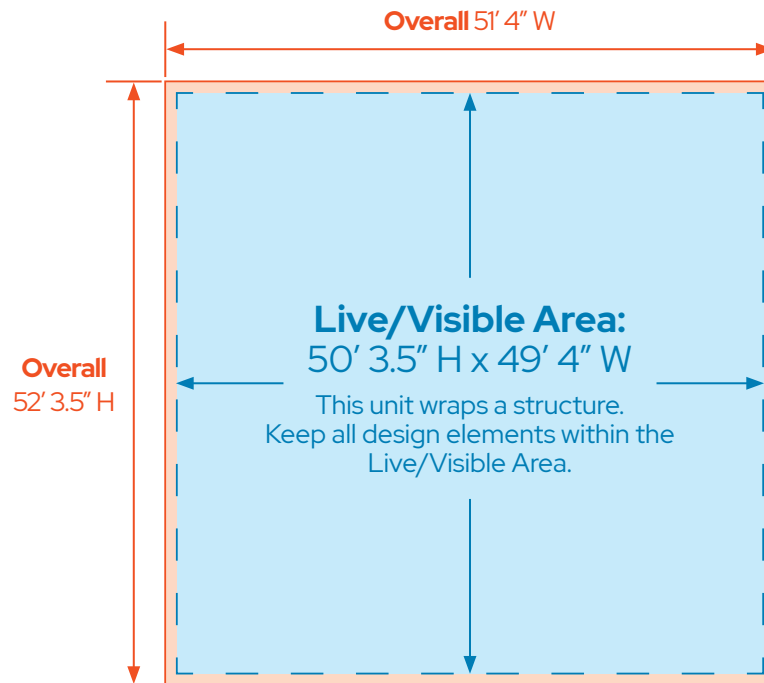 Overall 51′ 4″ W
Live/Visible Area:
50′ 3.5″ H x 49′ 4″ W
Overall
52′ 3.5″ H
This unit wraps a structure.
Keep all design elements within the
Live/Visible Area.